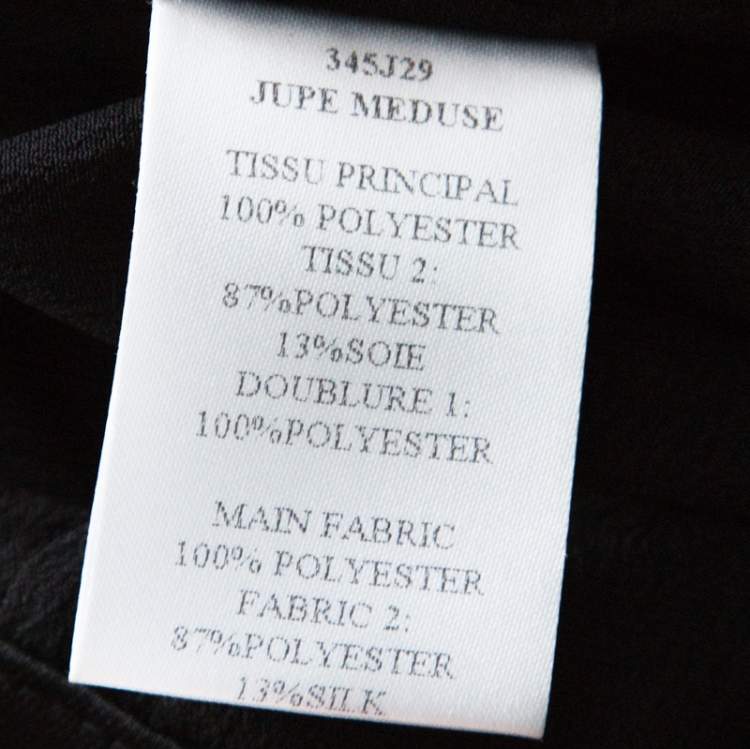 345J29
JUPE MEDUSE
TISSU PRINCIPAL
100% POLYESTER
TISSU 2:
87%POLYESTER
13%SOIE
DOUBLURE 1:
100%POLYESTER
MAIN FABRIC
100% POLYESTER
FABRIC 2:
87%POLYESTER
13%SILK